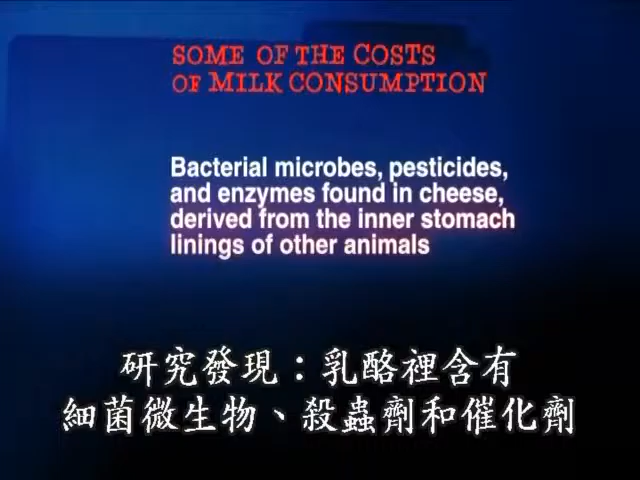 SOME OF THE COSTS
OF MILK CONSUMPTION
Bacterial microbes, pesticides,
and enzymes found in cheese,
derived from the inner stomach
linings of other animals
研究發現：乳酪裡含有
細菌微生物、殺蟲劑和催化劑